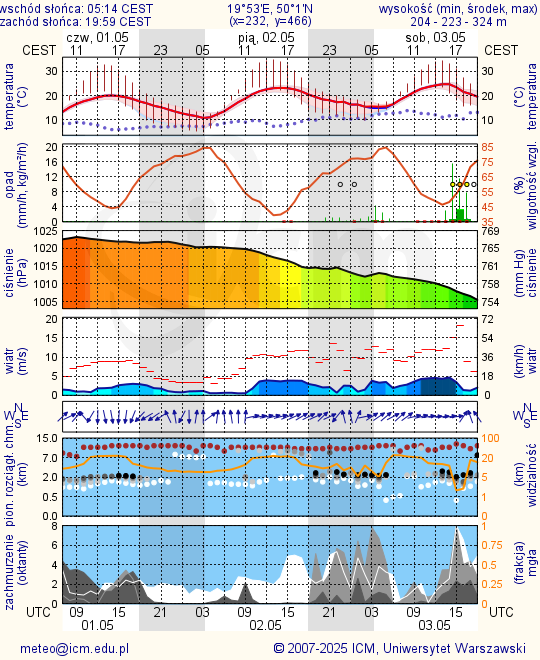 wschód słońca: 05:14 CEST 19°53'E, 50°1'N wysokość (min, środek, max)
zachód słońca: 19:59 CEST (x=232, y=466) 204 - 223 - 324 m
czw, 01.05 pią, 02.05 sob, 03.05
CEST 11 17 23 05 11 17 23 05 11 17 CEST
temperatura
(°C)
30
20
10
30
20
10
(°C)
temperatura
opad
(mm/h, kg/m²/h)
20
16
12
8
4
0
85
75
65
55
45
35
(%)
wilgotność wzgl.
ciśnienie
(hPa)
1025
1020
1015
1010
1005
769
765
761
758
754
(mm Hg)
ciśnienie
wiatr
(m/s)
20
15
10
5
0
72
54
36
18
0
(km/h)
wiatr
N
W E
S
N
W E
S
pion. rozciągł. chm.
(km)
15.0
7.0
2.0
0.5
0.0
100
20
5
1
0
(km)
widzialność
zachmurzenie
(oktanty)
8
6
4
2
0
1
0.75
0.5
0.25
0
(frakcja)
mgła
UTC 09 15 21 03 09 15 21 03 09 15 UTC
01.05 02.05 03.05
meteo@icm.edu.pl © 2007-2025 ICM, Uniwersytet Warszawski